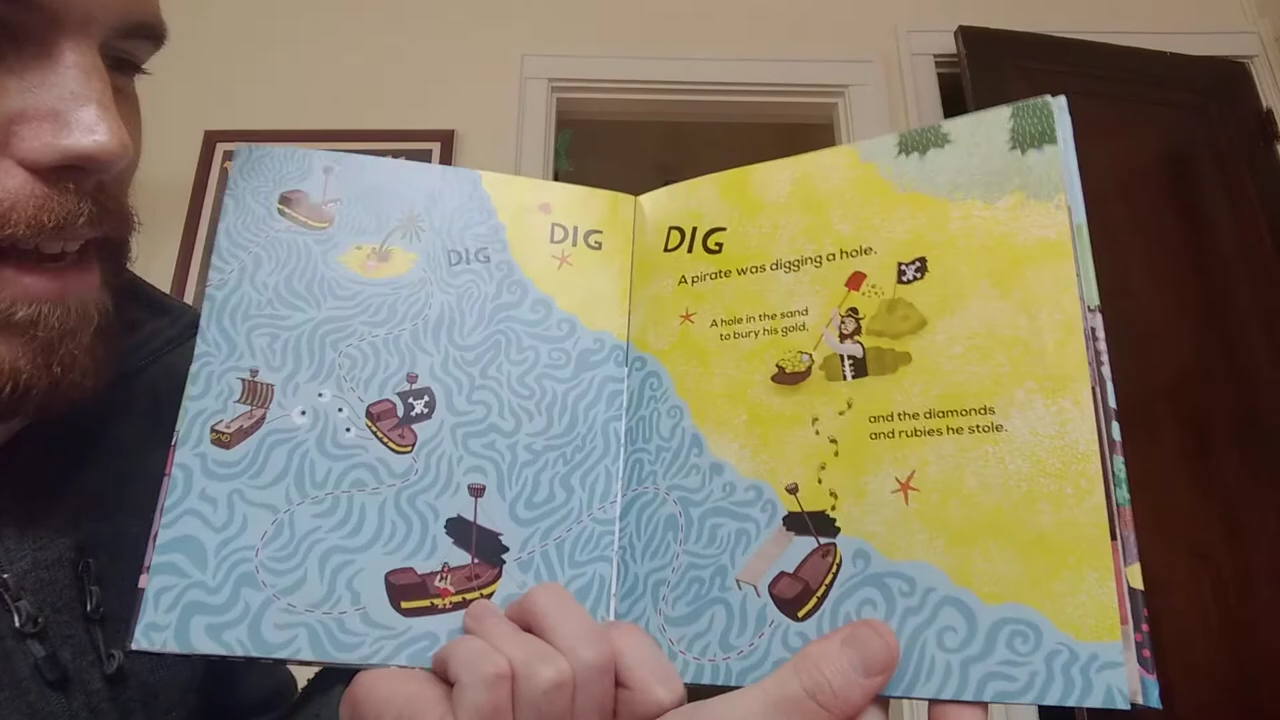 DIG
DIG
DIG
A pirate was digging a hole.
A hole in the sand
to bury his gold,
and the diamonds
and rubies he stole.